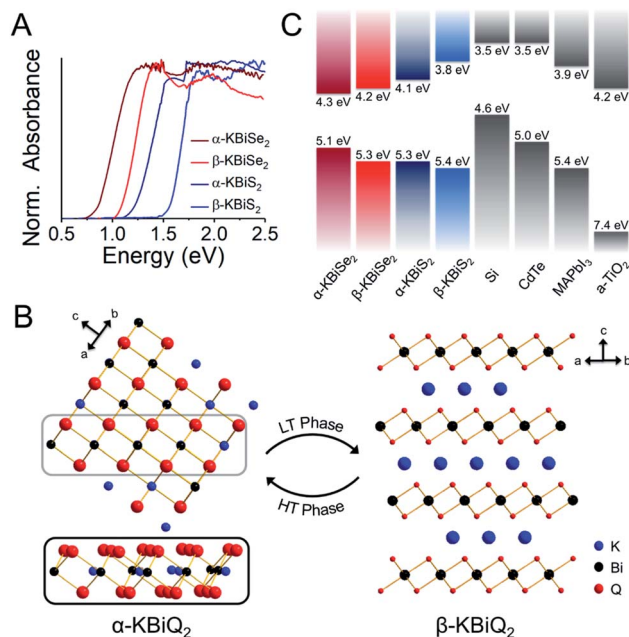 A
Norm. Absorbance
α-KBiSe₂
β-KBiSe₂
α-KBiS₂
β-KBiS₂
0.5 1.0 1.5 2.0 2.5
Energy (eV)
C
4.3 eV 4.2 eV 4.1 eV 3.8 eV 3.5 eV 3.5 eV 3.9 eV 4.2 eV
5.1 eV 5.3 eV 5.3 eV 5.4 eV 4.6 eV 5.0 eV 5.4 eV 7.4 eV
α-KBiSe₂ β-KBiSe₂ α-KBiS₂ β-KBiS₂ Si CdTe MAPbI₃ a-TiO₂
B
c b
a
LT Phase
HT Phase
c
a b
K
Bi
Q
α-KBiQ₂
β-KBiQ₂